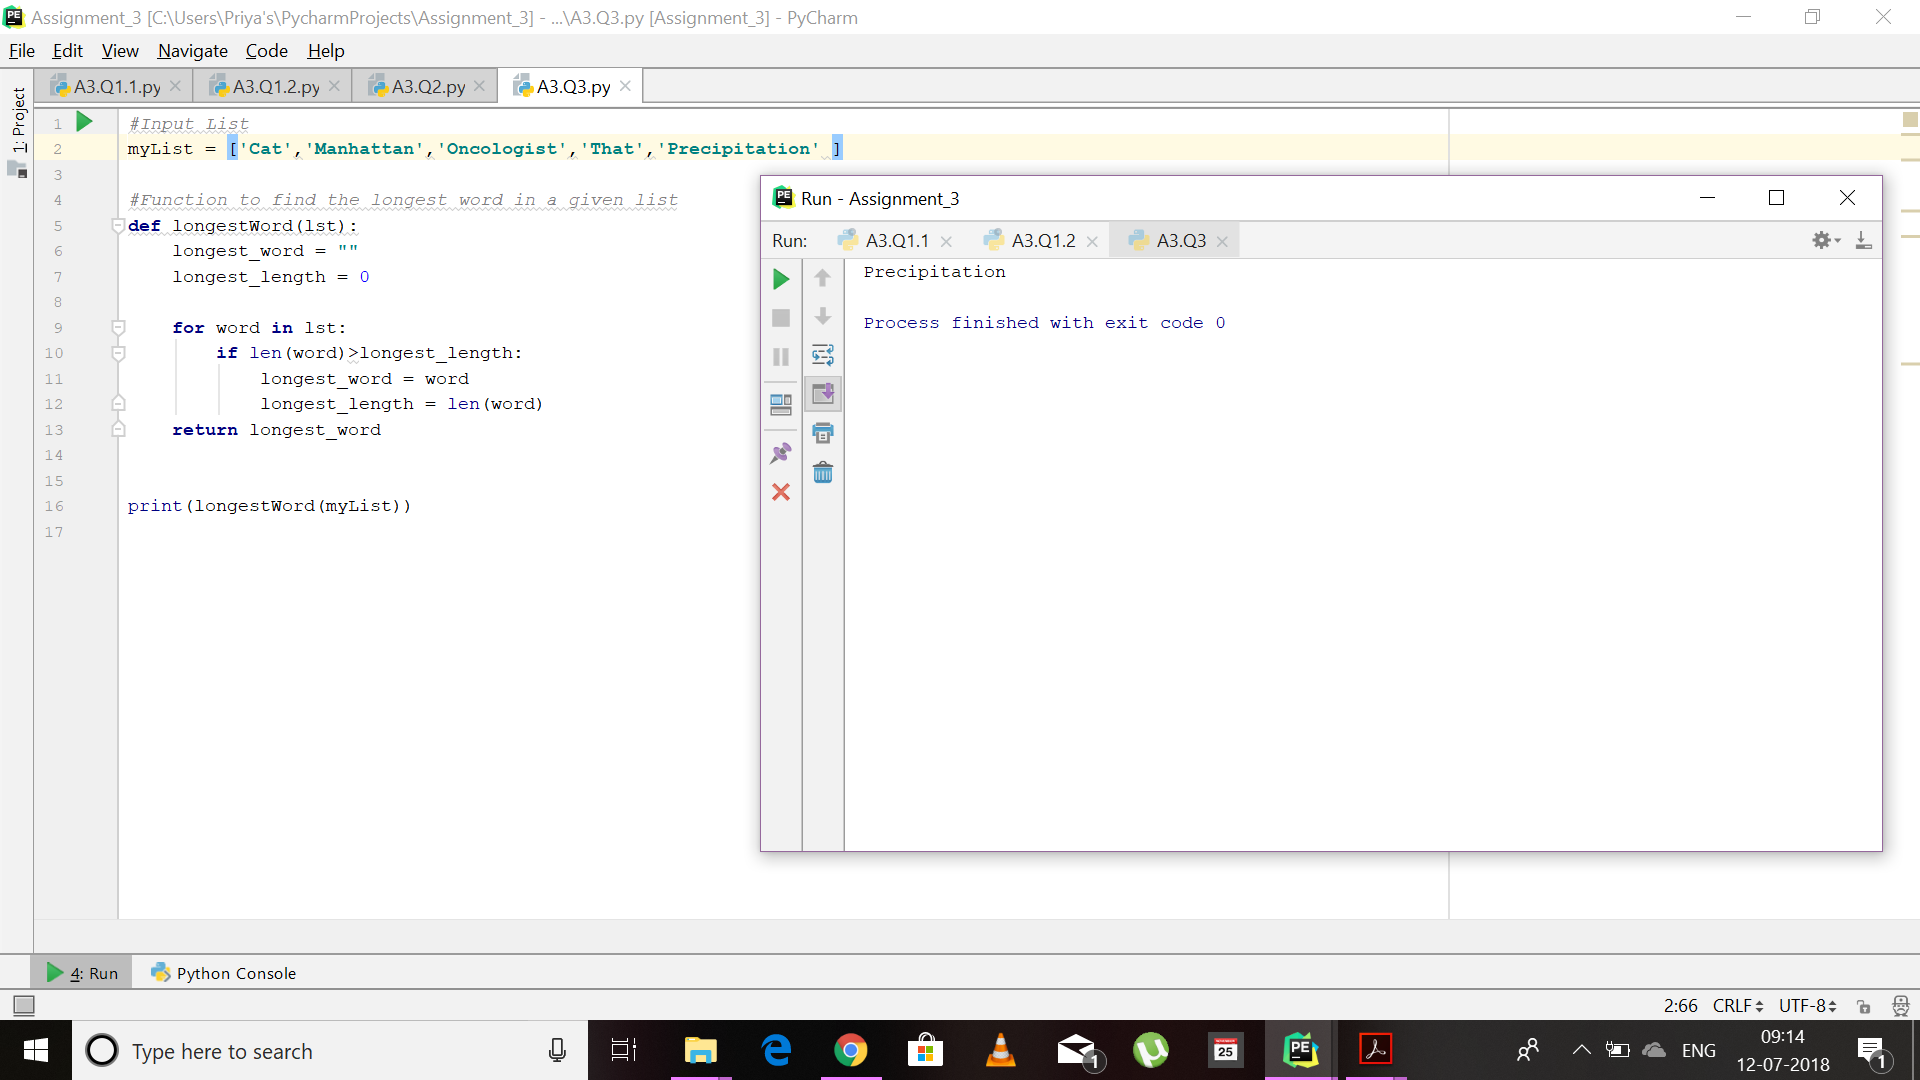 Assignment_3 [C:\Users\Priya's\PycharmProjects\Assignment_3] - ...\A3.Q3.py [Assignment_3] - PyCharm
File Edit View Navigate Code Help
A3.Q1.1.py A3.Q1.2.py A3.Q2.py A3.Q3.py
1: Project
1 #Input List
2 myList = ['Cat','Manhattan','Oncologist','That','Precipitation' ]
3
4 #Function to find the longest word in a given list
5 def longestWord(lst):
6 longest_word = ""
7 longest_length = 0
8
9 for word in lst:
10 if len(word)>longest_length:
11 longest_word = word
12 longest_length = len(word)
13 return longest_word
14
15
16 print(longestWord(myList))
17
Run - Assignment_3
Run: A3.Q1.1 A3.Q1.2 A3.Q3
Precipitation
Process finished with exit code 0
4: Run Python Console
2:66 CRLF UTF-8
Type here to search
1
25
PE
ENG
09:14
12-07-2018
1